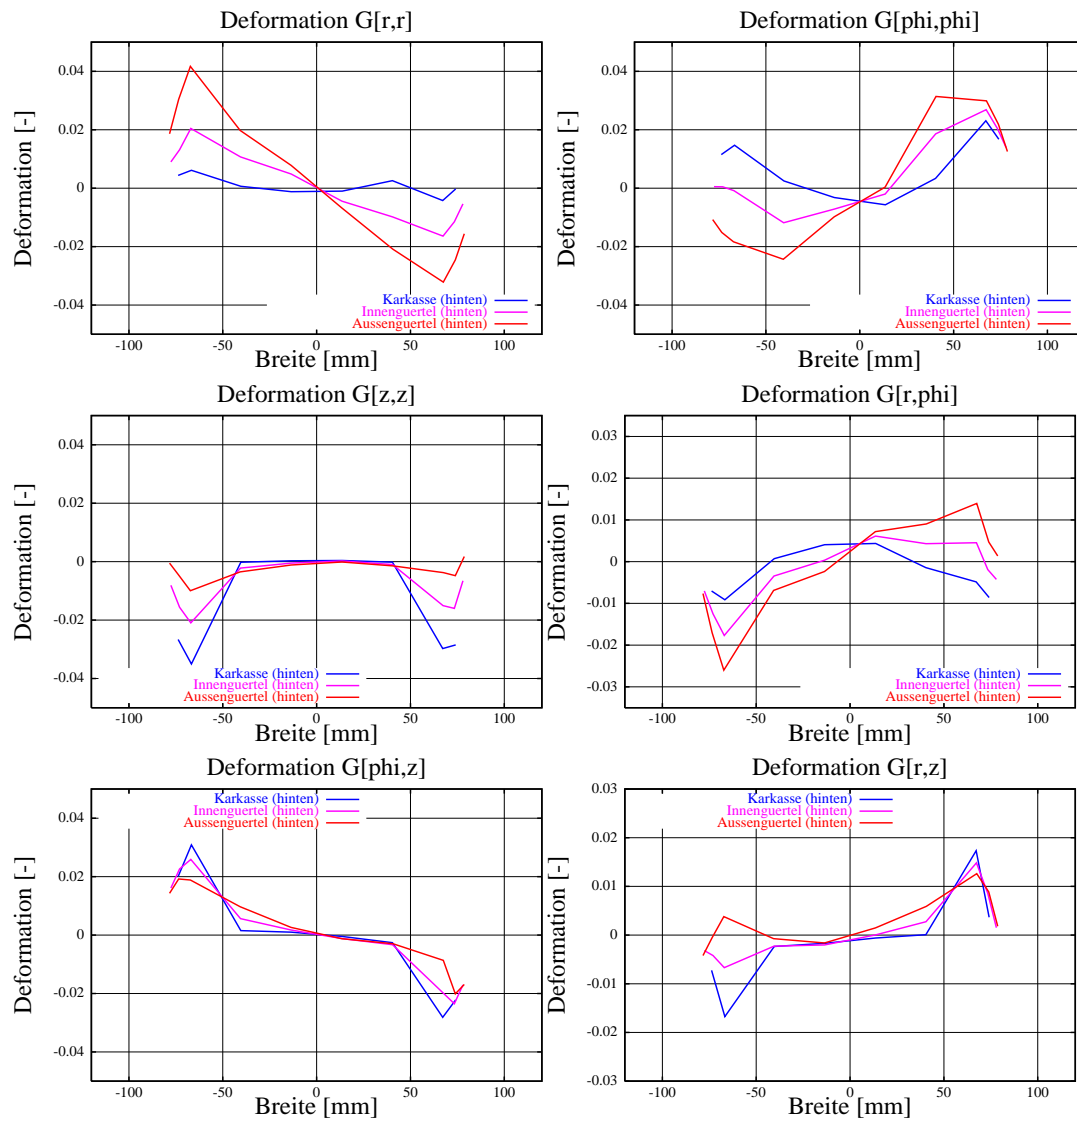 Deformation G[r,r]
0.04
0.02
0
-0.02
-0.04
Deformation [-]
Karkasse (hinten)
Innenguertel (hinten)
Aussenguertel (hinten)
-100 -50 0 50 100
Breite [mm]
Deformation G[phi,phi]
0.04
0.02
0
-0.02
-0.04
Deformation [-]
Karkasse (hinten)
Innenguertel (hinten)
Aussenguertel (hinten)
-100 -50 0 50 100
Breite [mm]
Deformation G[z,z]
0.04
0.02
0
-0.02
-0.04
Deformation [-]
Karkasse (hinten)
Innenguertel (hinten)
Aussenguertel (hinten)
-100 -50 0 50 100
Breite [mm]
Deformation G[r,phi]
0.03
0.02
0.01
0
-0.01
-0.02
-0.03
Deformation [-]
Karkasse (hinten)
Innenguertel (hinten)
Aussenguertel (hinten)
-100 -50 0 50 100
Breite [mm]
Deformation G[phi,z]
Karkasse (hinten)
Innenguertel (hinten)
Aussenguertel (hinten)
0.04
0.02
0
-0.02
-0.04
Deformation [-]
-100 -50 0 50 100
Breite [mm]
Deformation G[r,z]
Karkasse (hinten)
Innenguertel (hinten)
Aussenguertel (hinten)
0.03
0.02
0.01
0
-0.01
-0.02
-0.03
Deformation [-]
-100 -50 0 50 100
Breite [mm]